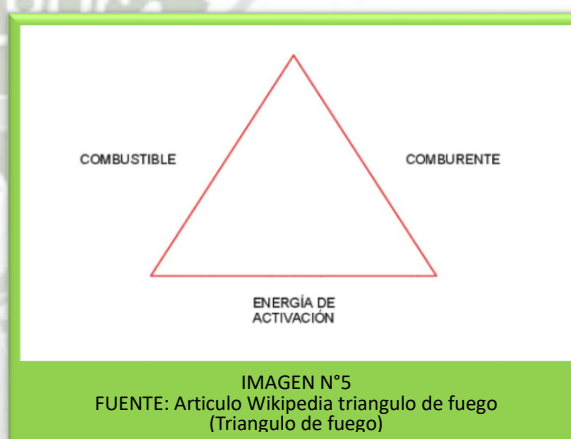 COMBUSTIBLE
COMBURENTE
ENERGÍA DE
ACTIVACIÓN
IMAGEN N°5
FUENTE: Articulo Wikipedia triangulo de fuego
(Triangulo de fuego)